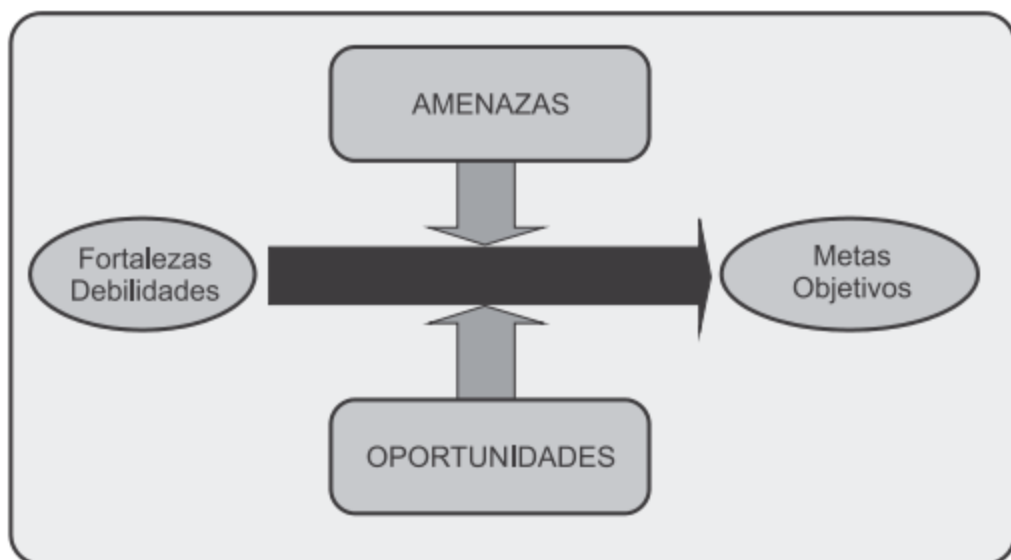 AMENAZAS
Fortalezas
Debilidades
Metas
Objetivos
OPORTUNIDADES